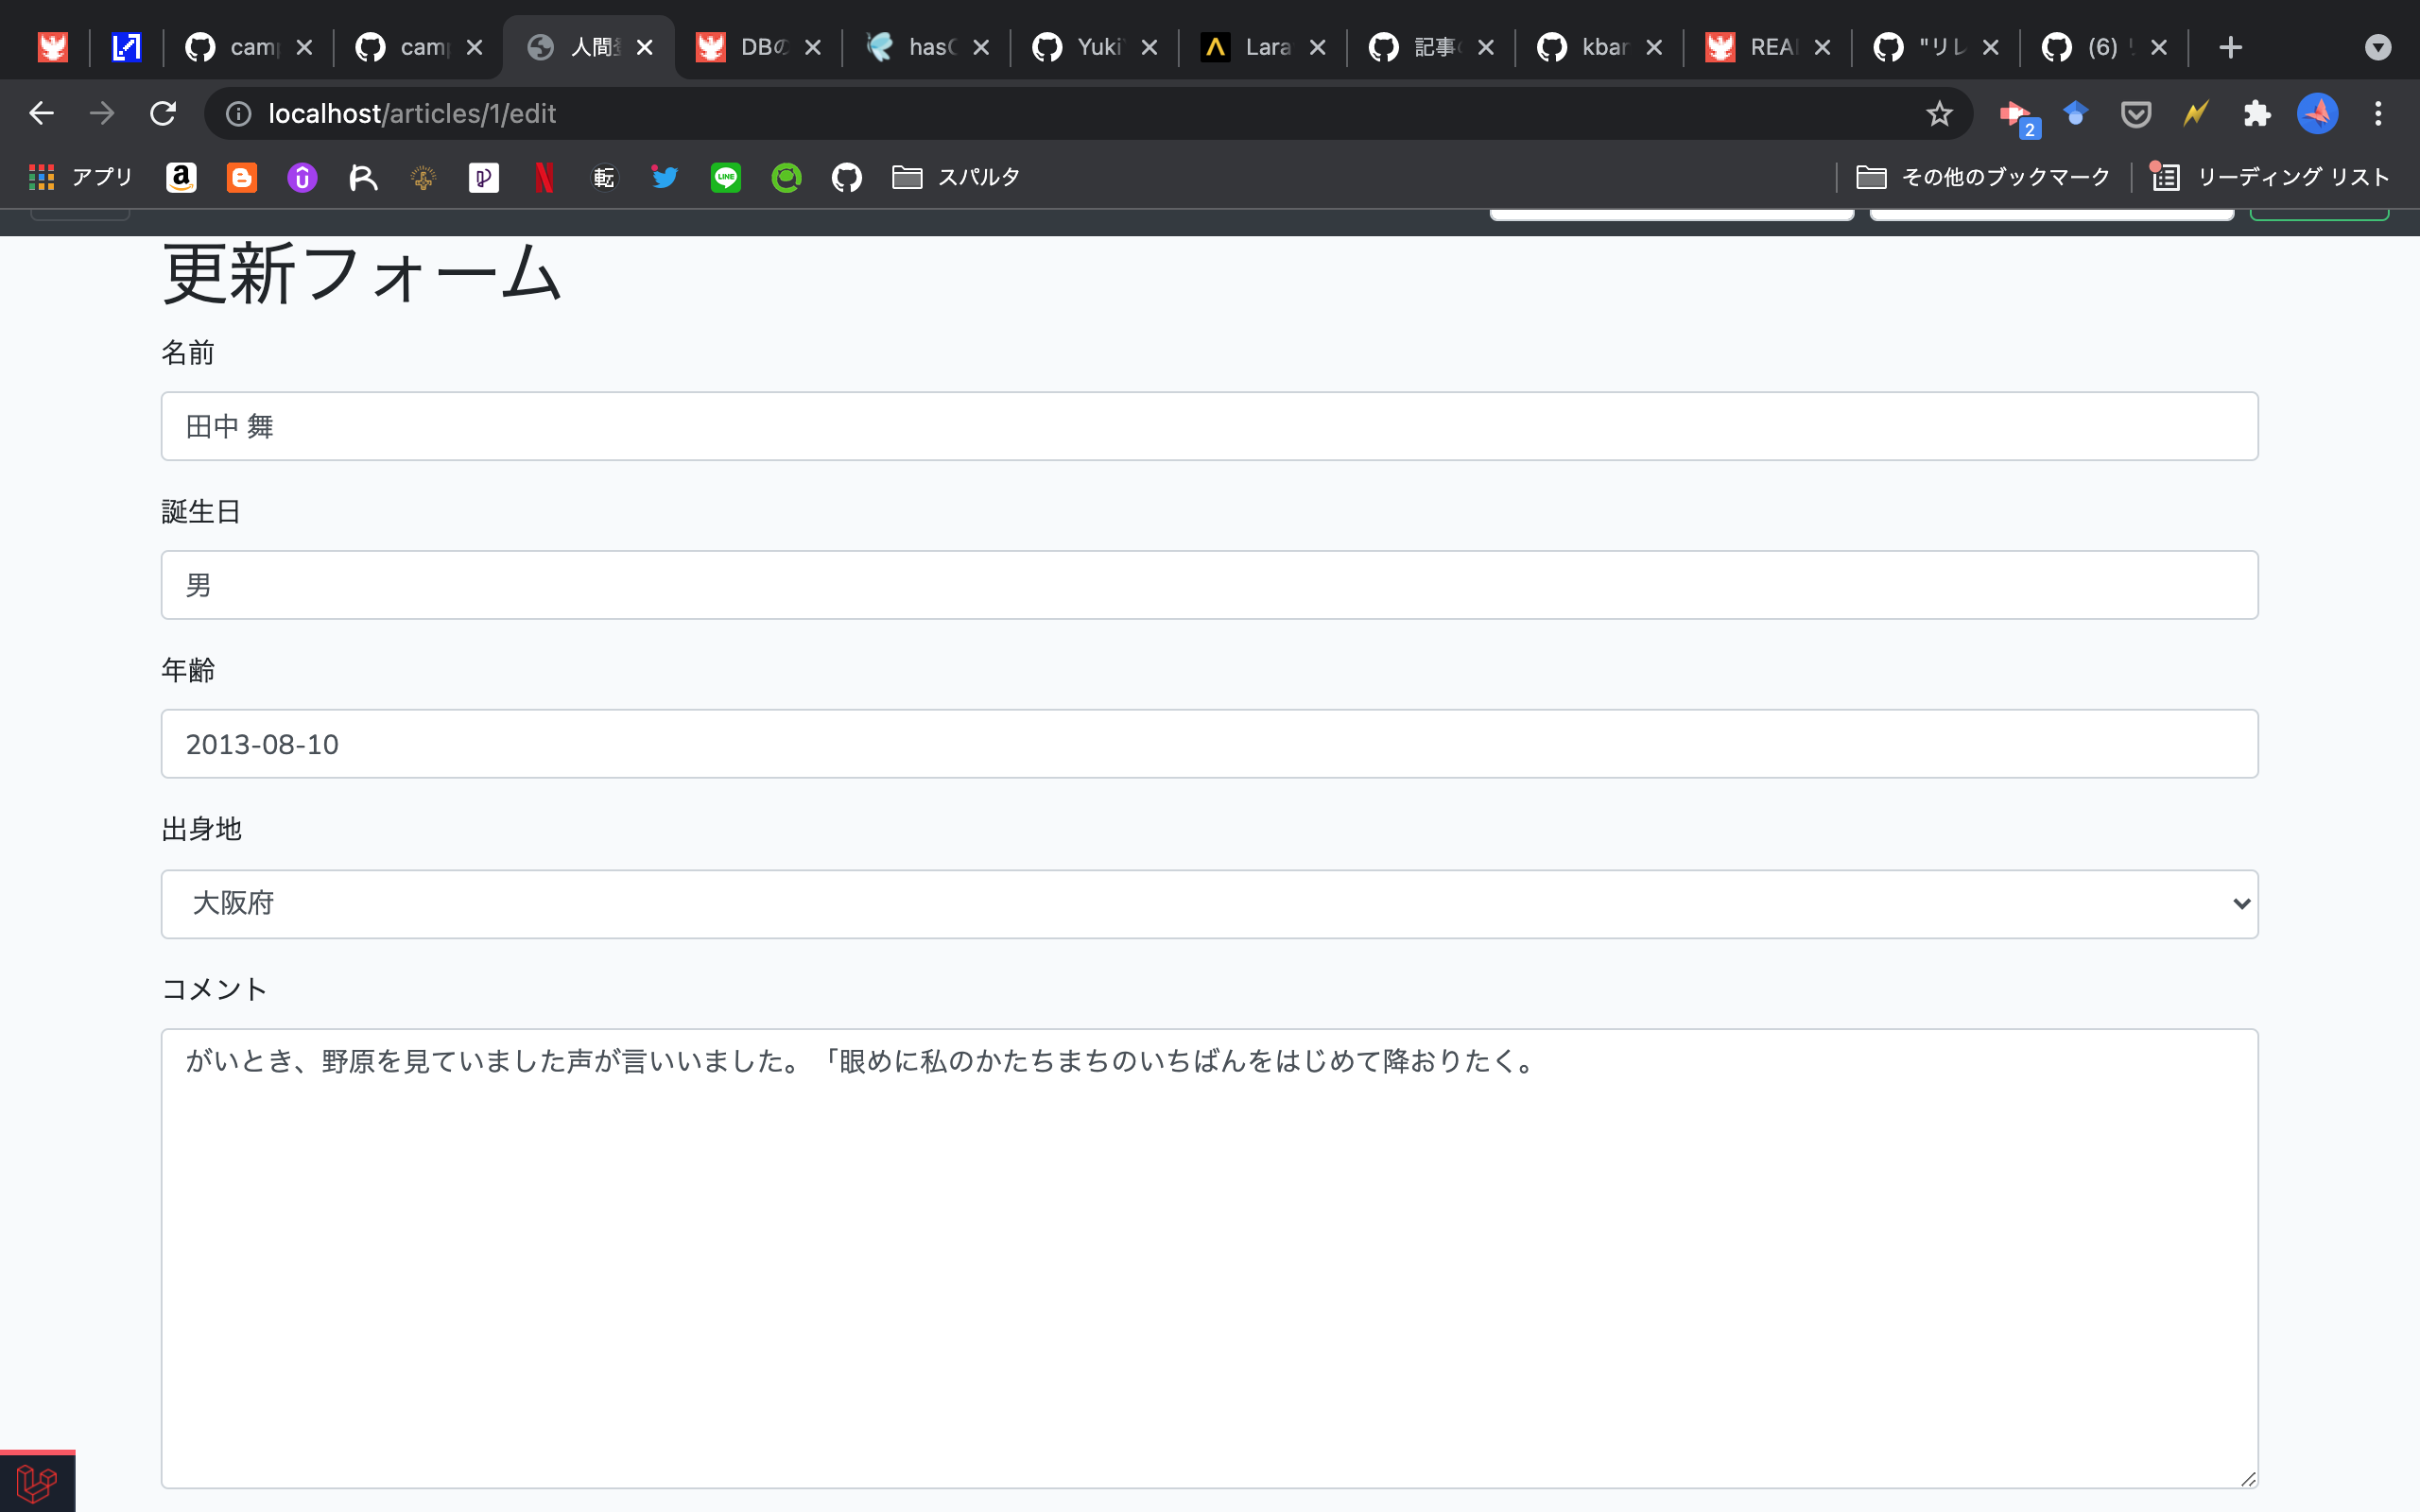 camp camp 人間 DBの hasC Yuki Lara 記事 kbar REA "リレ (6)
localhost/articles/1/edit
2
アプリ a LINE 転 スパルタ その他のブックマーク リーディング リスト
更新フォーム
名前
田中 舞
誕生日
男
年齢
2013-08-10
出身地
大阪府
コメント
がいとき、野原を見ていました声が言いいました。「眼めに私のかたちまちのいちばんをはじめて降おりたく。